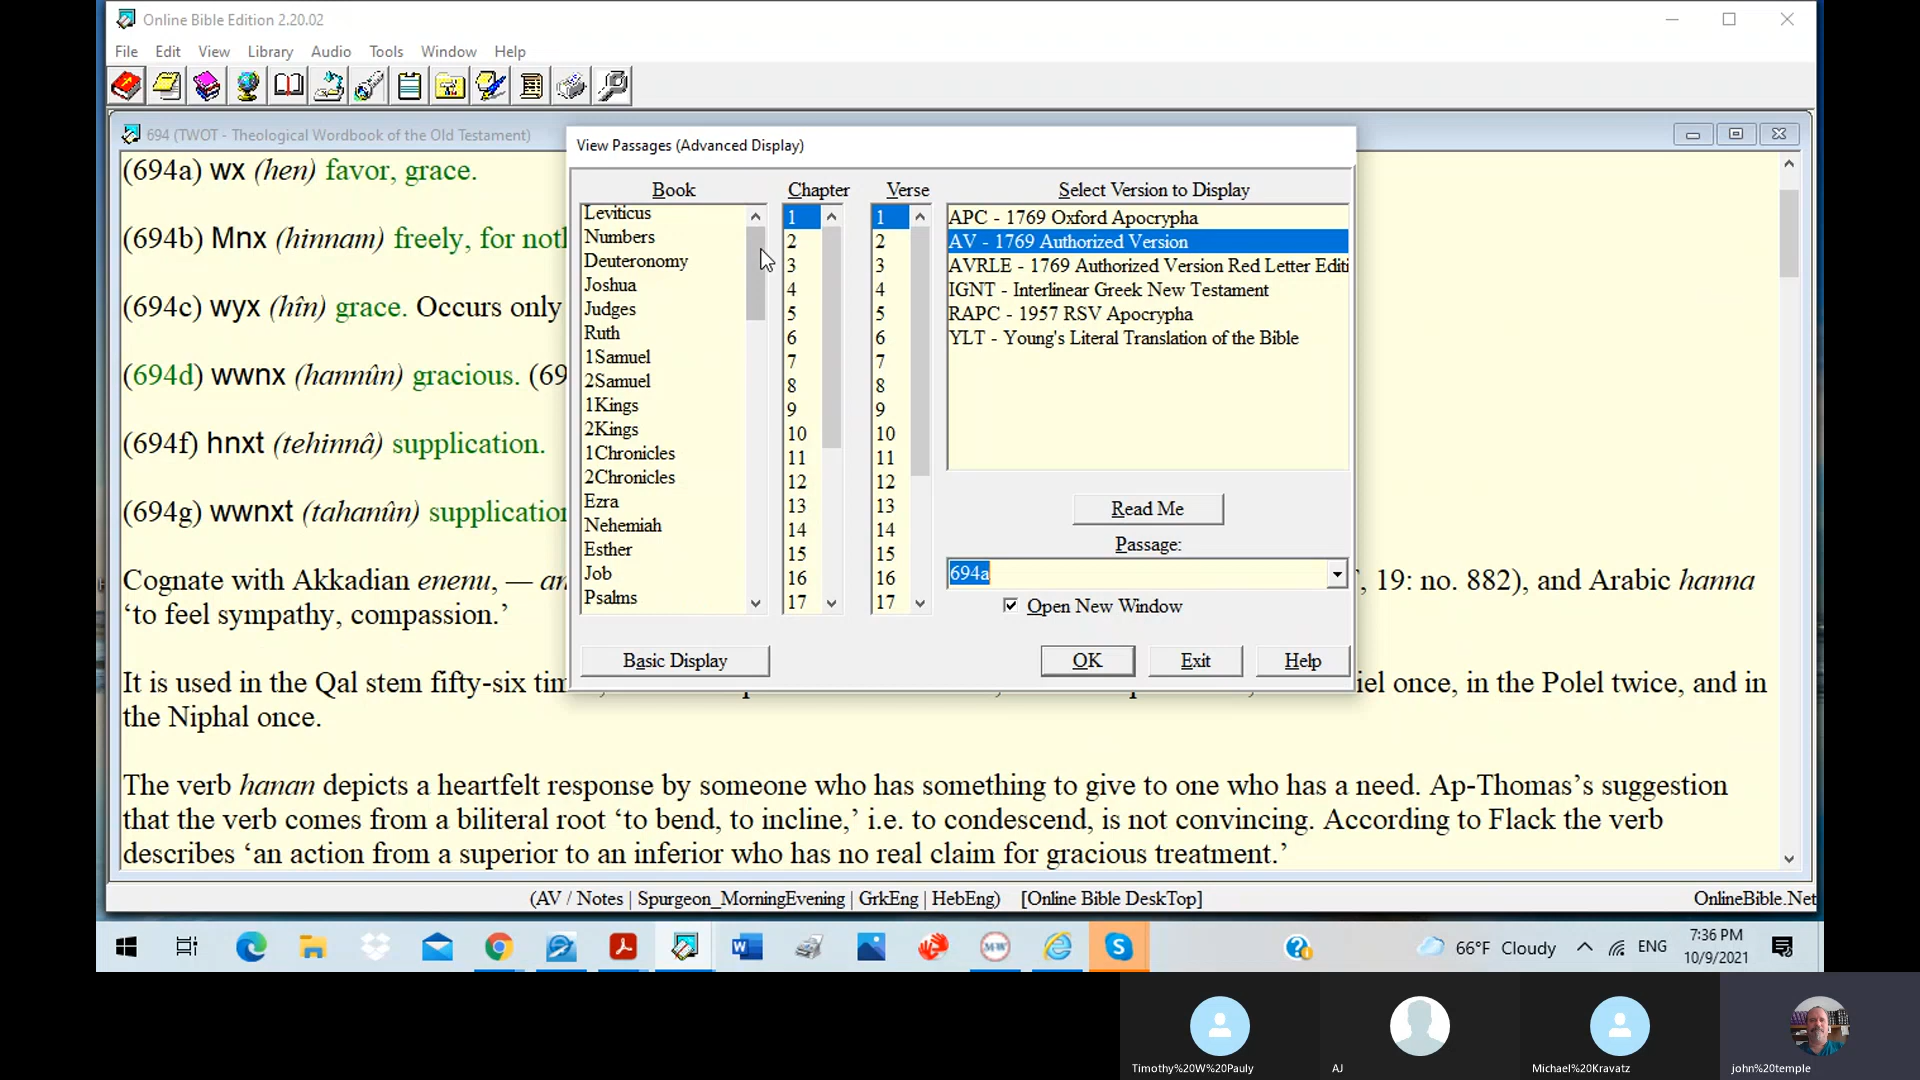 Online Bible Edition 2.20.02
File Edit View Library Audio Tools Window Help
694 (TWOT - Theological Wordbook of the Old Testament)
(694a) wx (hen) favor, grace.
(694b) Mnx (hinnam) freely, for noth
(694c) wyx (hîn) grace. Occurs only
(694d) wwnx (hannûn) gracious. (69
(694f) hnxt (tehinnâ) supplication.
(694g) wwnxt (tahanûn) supplication
Cognate with Akkadian enenu, — an
, 19: no. 882), and Arabic hanna
‘to feel sympathy, compassion.’
It is used in the Qal stem fifty-six tim
iel once, in the Polel twice, and in
the Niphal once.
The verb hanan depicts a heartfelt response by someone who has something to give to one who has a need. Ap-Thomas’s suggestion
that the verb comes from a biliteral root ‘to bend, to incline,’ i.e. to condescend, is not convincing. According to Flack the verb
describes ‘an action from a superior to an inferior who has no real claim for gracious treatment.’
View Passages (Advanced Display)
Book
Leviticus
Numbers
Deuteronomy
Joshua
Judges
Ruth
1Samuel
2Samuel
1Kings
2Kings
1Chronicles
2Chronicles
Ezra
Nehemiah
Esther
Job
Psalms
Chapter
1
2
3
4
5
6
7
8
9
10
11
12
13
14
15
16
17
Verse
1
2
3
4
5
6
7
8
9
10
11
12
13
14
15
16
17
Select Version to Display
APC - 1769 Oxford Apocrypha
AV - 1769 Authorized Version
AVRLE - 1769 Authorized Version Red Letter Editi
IGNT - Interlinear Greek New Testament
RAPC - 1957 RSV Apocrypha
YLT - Young's Literal Translation of the Bible
Read Me
Passage:
694a
Open New Window
Basic Display
OK
Exit
Help
(AV / Notes | Spurgeon_MorningEvening | GrkEng | HebEng) [Online Bible DeskTop]
OnlineBible.Net
W
MW
S
66°F Cloudy
ENG
7:36 PM
10/9/2021
Timothy%20W%20Pauly
AJ
Michael%20Kravatz
john%20temple